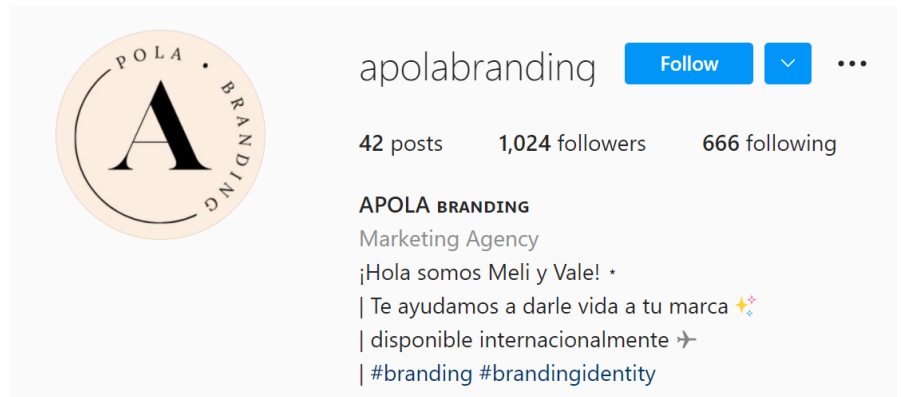 POLA • BRANDING
A
apolabranding
Follow
42 posts 1,024 followers 666 following
APOLA ʙʀᴀɴᴅɪɴɢ
Marketing Agency
¡Hola somos Meli y Vale! ⋆
| Te ayudamos a darle vida a tu marca ✨
| disponible internacionalmente ✈
| #branding #brandingidentity